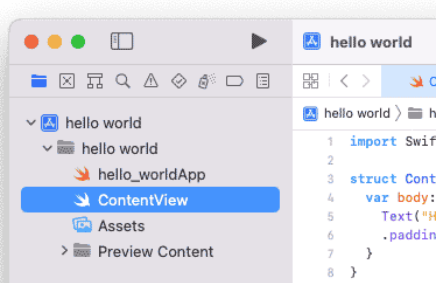 hello world
hello world
hello world
hello_worldApp
ContentView
Assets
Preview Content
hello world
1 import Swif
2
3 struct Cont
4 var body:
5 Text("H
6 .paddin
7 }
8 }